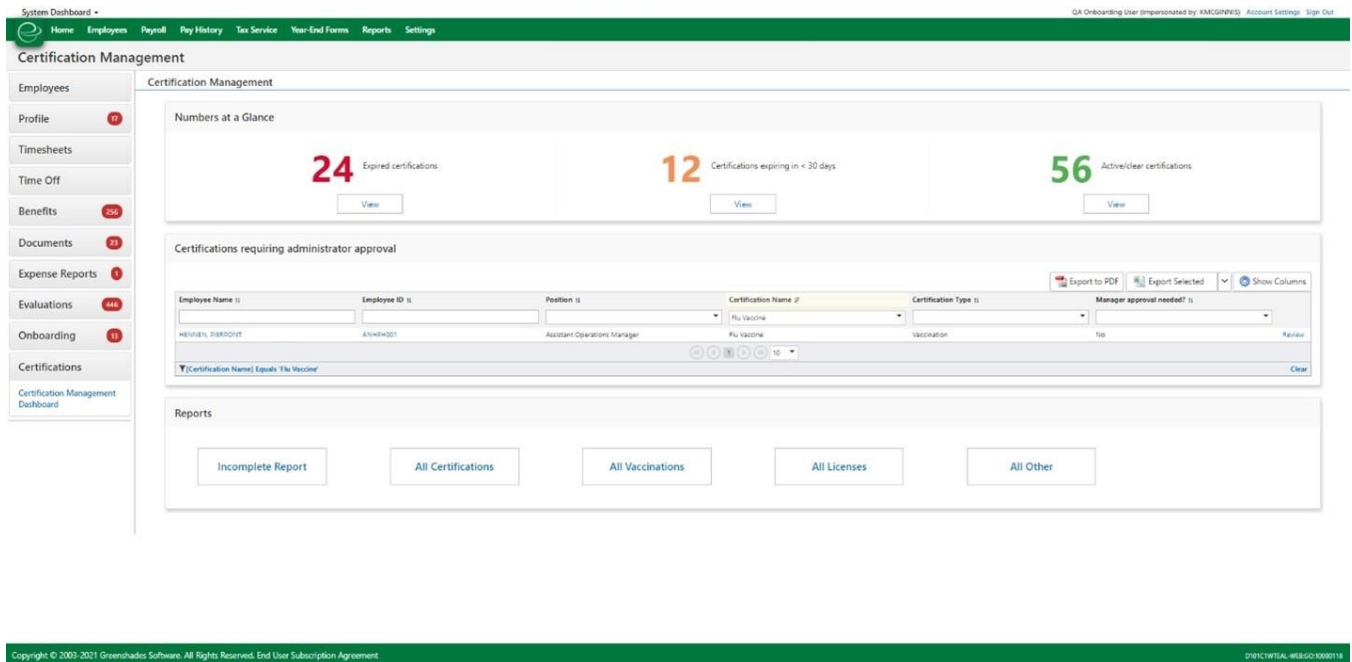 System Dashboard
QA Onboarding User (impersonated by: KMCGINNIS) Account Settings Sign Out
Home Employees Payroll Pay History Tax Service Year-End Forms Reports Settings
Certification Management
Employees
Profile 17
Timesheets
Time Off
Benefits 256
Documents 23
Expense Reports 1
Evaluations 446
Onboarding 13
Certifications
Certification Management
Dashboard
Certification Management
Numbers at a Glance
24 Expired certifications
View
12 Certifications expiring in < 30 days
View
56 Active/clear certifications
View
Certifications requiring administrator approval
Export to PDF Export Selected Show Columns
Employee Name Employee ID Position Certification Name Certification Type Manager approval needed?
Flu Vaccine
HENNEN, PIERPONT ANHPH001 Assistant Operations Manager Flu Vaccine Vaccination No Review
1 10
[Certification Name] Equals 'Flu Vaccine' Clear
Reports
Incomplete Report All Certifications All Vaccinations All Licenses All Other
Copyright © 2003-2021 Greenshades Software. All Rights Reserved. End User Subscription Agreement